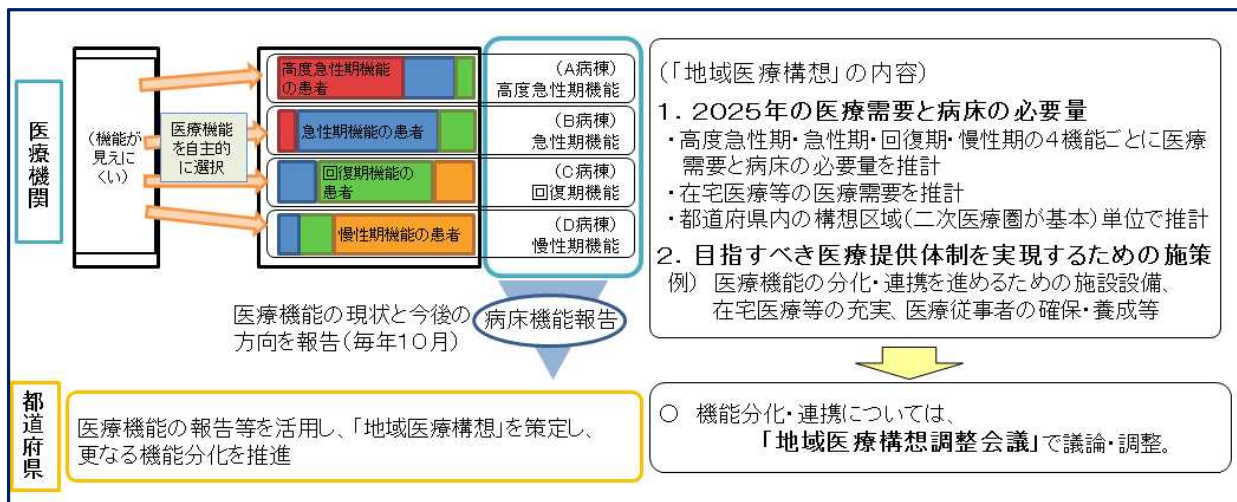 医療機関
(機能が
見えに
くい)
医療機能
を自主的
に選択
高度急性期機能
の患者
(A病棟)
高度急性期機能
急性期機能の患者
(B病棟)
急性期機能
回復期機能の
患者
(C病棟)
回復期機能
慢性期機能の患者
(D病棟)
慢性期機能
医療機能の現状と今後の
方向を報告(毎年10月)
病床機能報告
(「地域医療構想」の内容)
1. 2025年の医療需要と病床の必要量
・高度急性期・急性期・回復期・慢性期の4機能ごとに医療
需要と病床の必要量を推計
・在宅医療等の医療需要を推計
・都道府県内の構想区域(二次医療圏が基本)単位で推計
2. 目指すべき医療提供体制を実現するための施策
例) 医療機能の分化・連携を進めるための施設設備、
在宅医療等の充実、医療従事者の確保・養成等
都道府県
医療機能の報告等を活用し、「地域医療構想」を策定し、
更なる機能分化を推進
○ 機能分化・連携については、
「地域医療構想調整会議」で議論・調整。